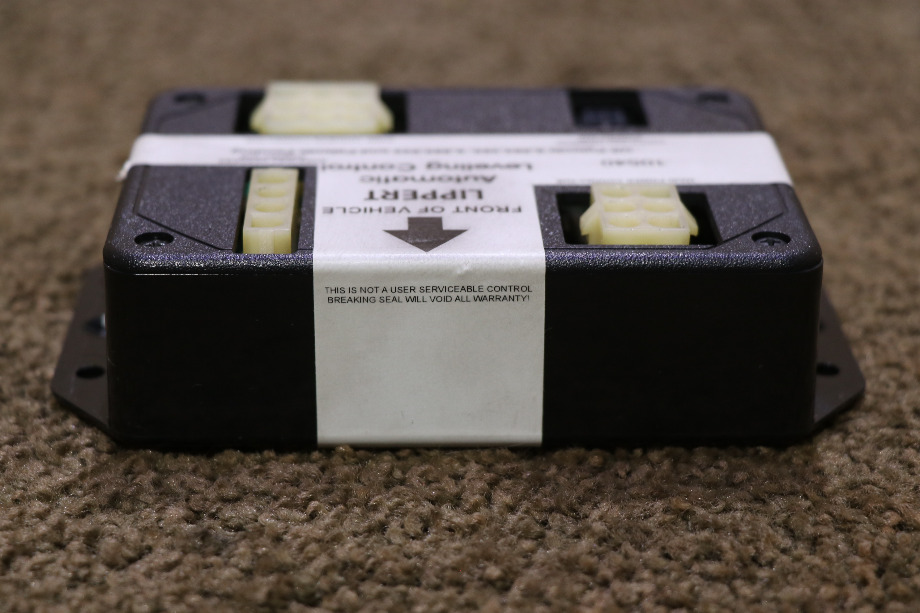 FRONT OF VEHICLE
LIPPERT
Automatic
Leveling Control
THIS IS NOT A USER SERVICEABLE CONTROL
BREAKING SEAL WILL VOID ALL WARRANTY!